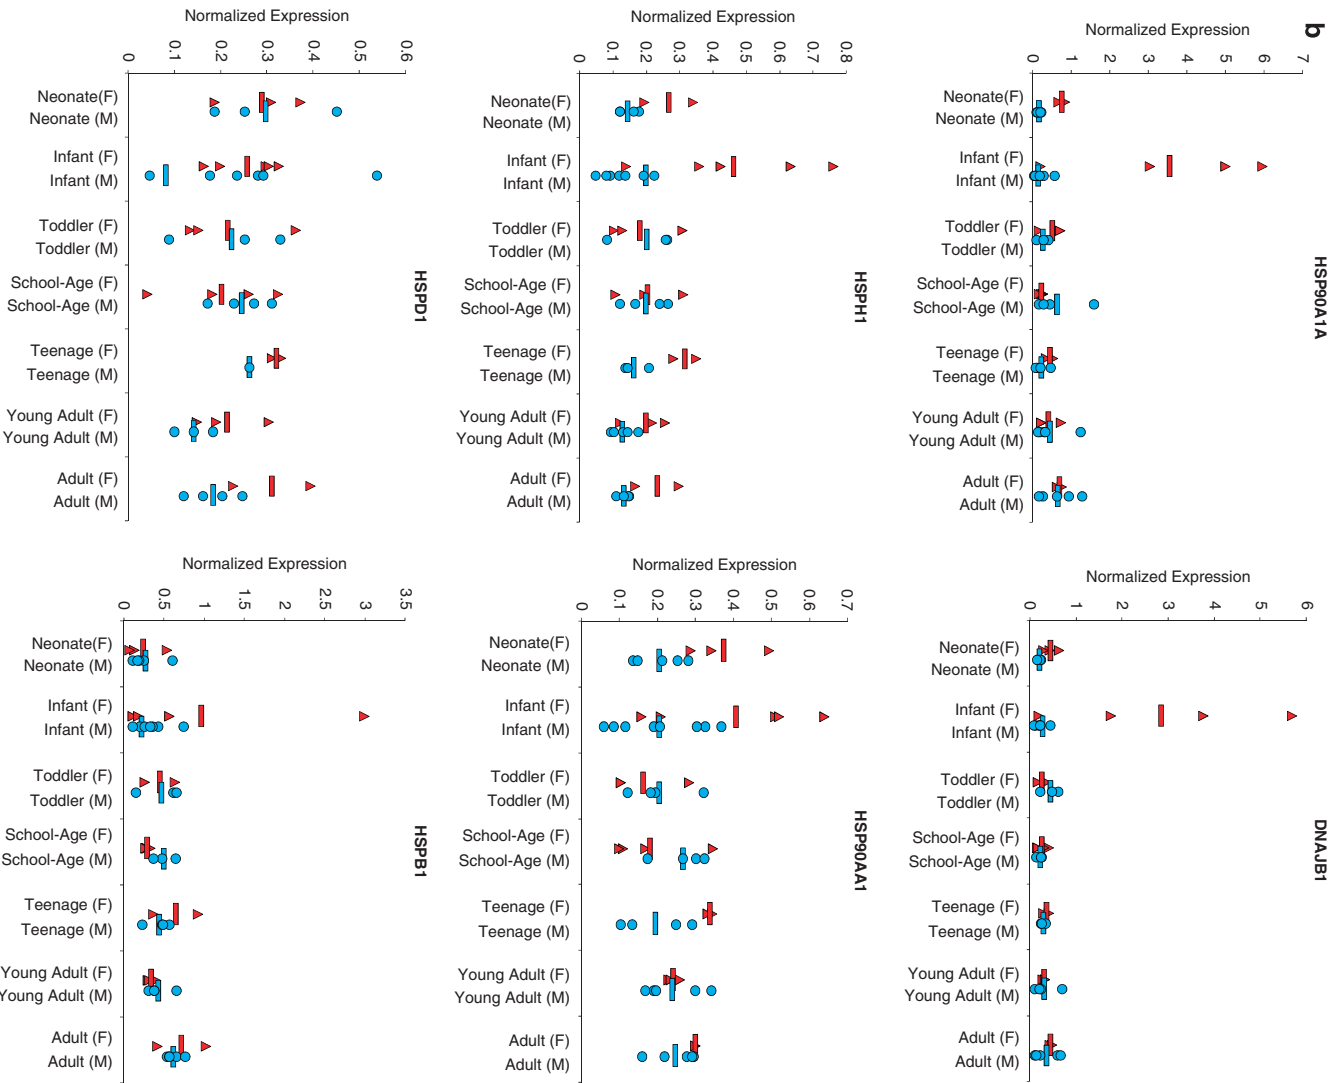 b
Normalized Expression
0 0.1 0.2 0.3 0.4 0.5 0.6
Neonate(F)
Neonate (M)
Infant (F)
Infant (M)
Toddler (F)
Toddler (M)
School-Age (F)
School-Age (M)
Teenage (F)
Teenage (M)
Young Adult (F)
Young Adult (M)
Adult (F)
Adult (M)
HSPD1
Normalized Expression
0 0.1 0.2 0.3 0.4 0.5 0.6 0.7 0.8
Neonate (F)
Neonate (M)
Infant (F)
Infant (M)
Toddler (F)
Toddler (M)
School-Age (F)
School-Age (M)
Teenage (F)
Teenage (M)
Young Adult (F)
Young Adult (M)
Adult (F)
Adult (M)
HSPH1
Normalized Expression
0 1 2 3 4 5 6 7
Neonate(F)
Neonate (M)
Infant (F)
Infant (M)
Toddler (F)
Toddler (M)
School-Age (F)
School-Age (M)
Teenage (F)
Teenage (M)
Young Adult (F)
Young Adult (M)
Adult (F)
Adult (M)
HSP90A1A
Normalized Expression
0 0.5 1 2 2 3 3.5
Neonate(F)
Neonate (M)
Infant (F)
Infant (M)
Toddler (F)
Toddler (M)
School-Age (F)
School-Age (M)
Teenage (F)
Teenage (M)
Young Adult (F)
Young Adult (M)
Adult (F)
Adult (M)
HSPB1
Normalized Expression
0 0.1 0.2 0.3 0.4 0.5 0.6 0.7
Neonate(F)
Neonate (M)
Infant (F)
Infant (M)
Toddler (F)
Toddler (M)
School-Age (F)
School-Age (M)
Teenage (F)
Teenage (M)
Young Adult (F)
Young Adult (M)
Adult (F)
Adult (M)
HSP90AA1
Normalized Expression
0 1 2 3 4 5 6
Neonate(F)
Neonate (M)
Infant (F)
Infant (M)
Toddler (F)
Toddler (M)
School-Age (F)
School-Age (M)
Teenage (F)
Teenage (M)
Young Adult (F)
Young Adult (M)
Adult (F)
Adult (M)
DNAJB1